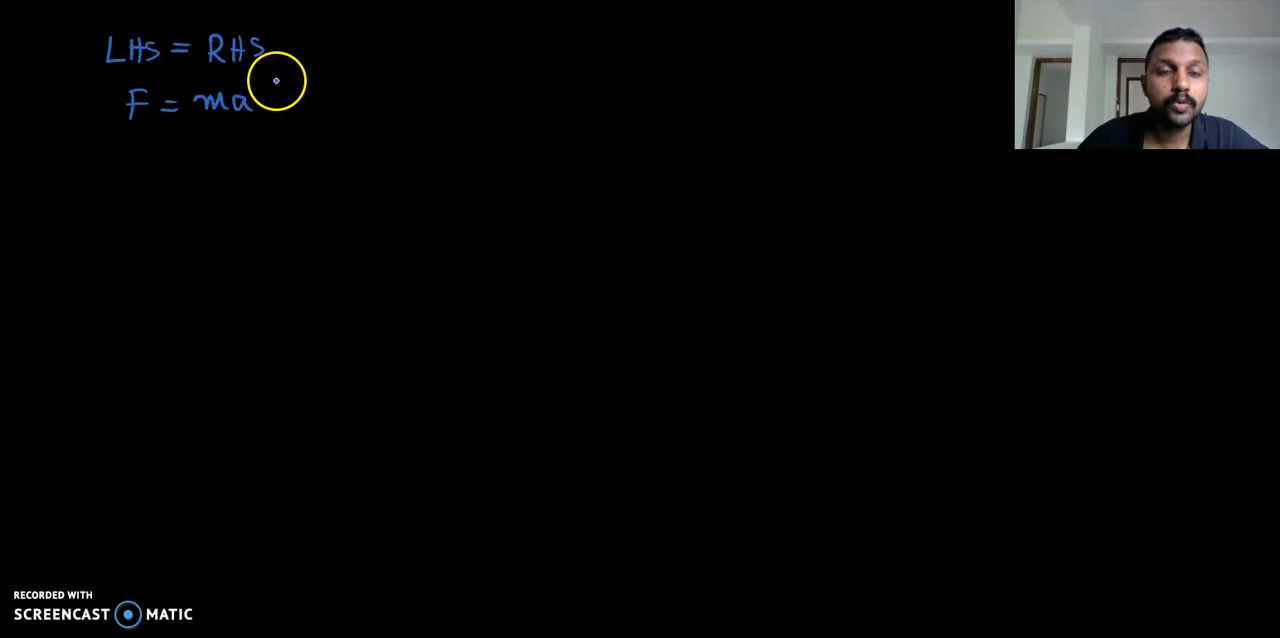 LHS = RHS
F = ma
RECORDED WITH
SCREENCAST MATIC